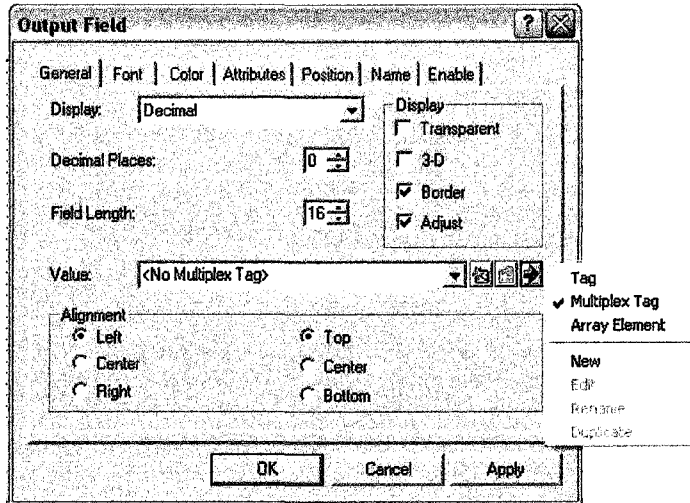 Output Field
General Font Color Attributes Position Name Enable
Display: Decimal
Display
Transparent
Decimal Places: 0
3-D
Border
Field Length: 16
Adjust
Value: <No Multiplex Tag>
Tag
Multiplex Tag
Array Element
New
Edit
Rename
Duplicate
Alignment
Left Top
Center Center
Right Bottom
OK Cancel Apply